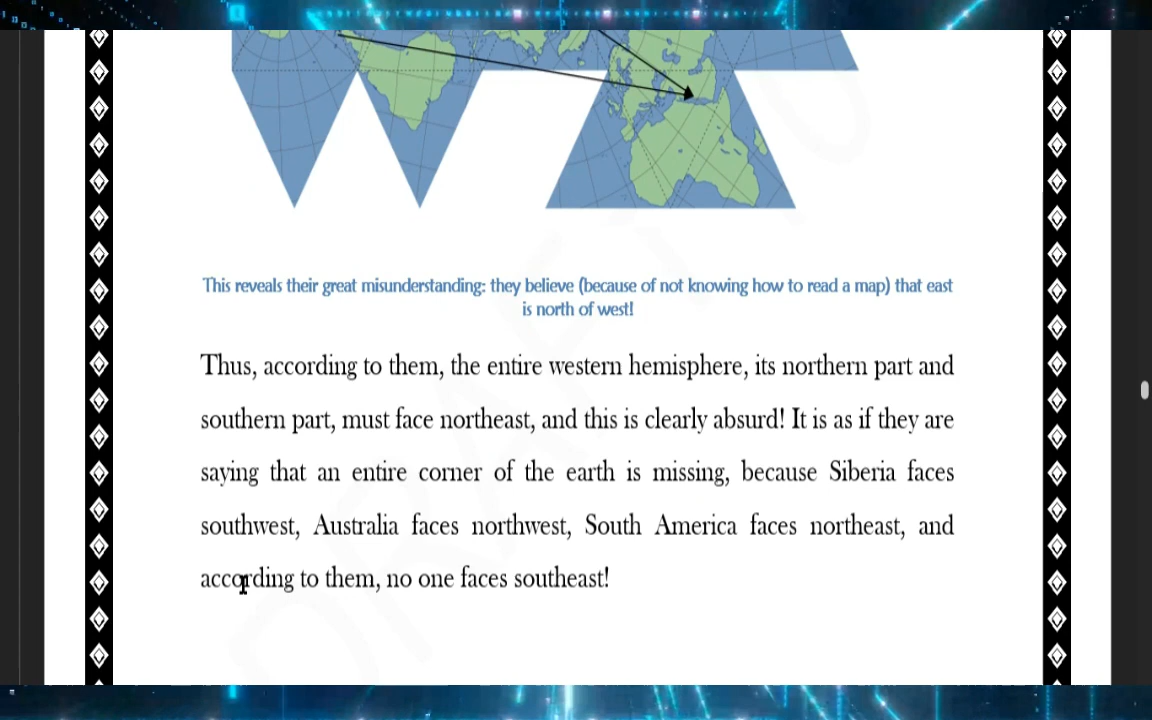 This reveals their great misunderstanding: they believe (because of not knowing how to read a map) that east
is north of west!
Thus, according to them, the entire western hemisphere, its northern part and
southern part, must face northeast, and this is clearly absurd! It is as if they are
saying that an entire corner of the earth is missing, because Siberia faces
southwest, Australia faces northwest, South America faces northeast, and
according to them, no one faces southeast!